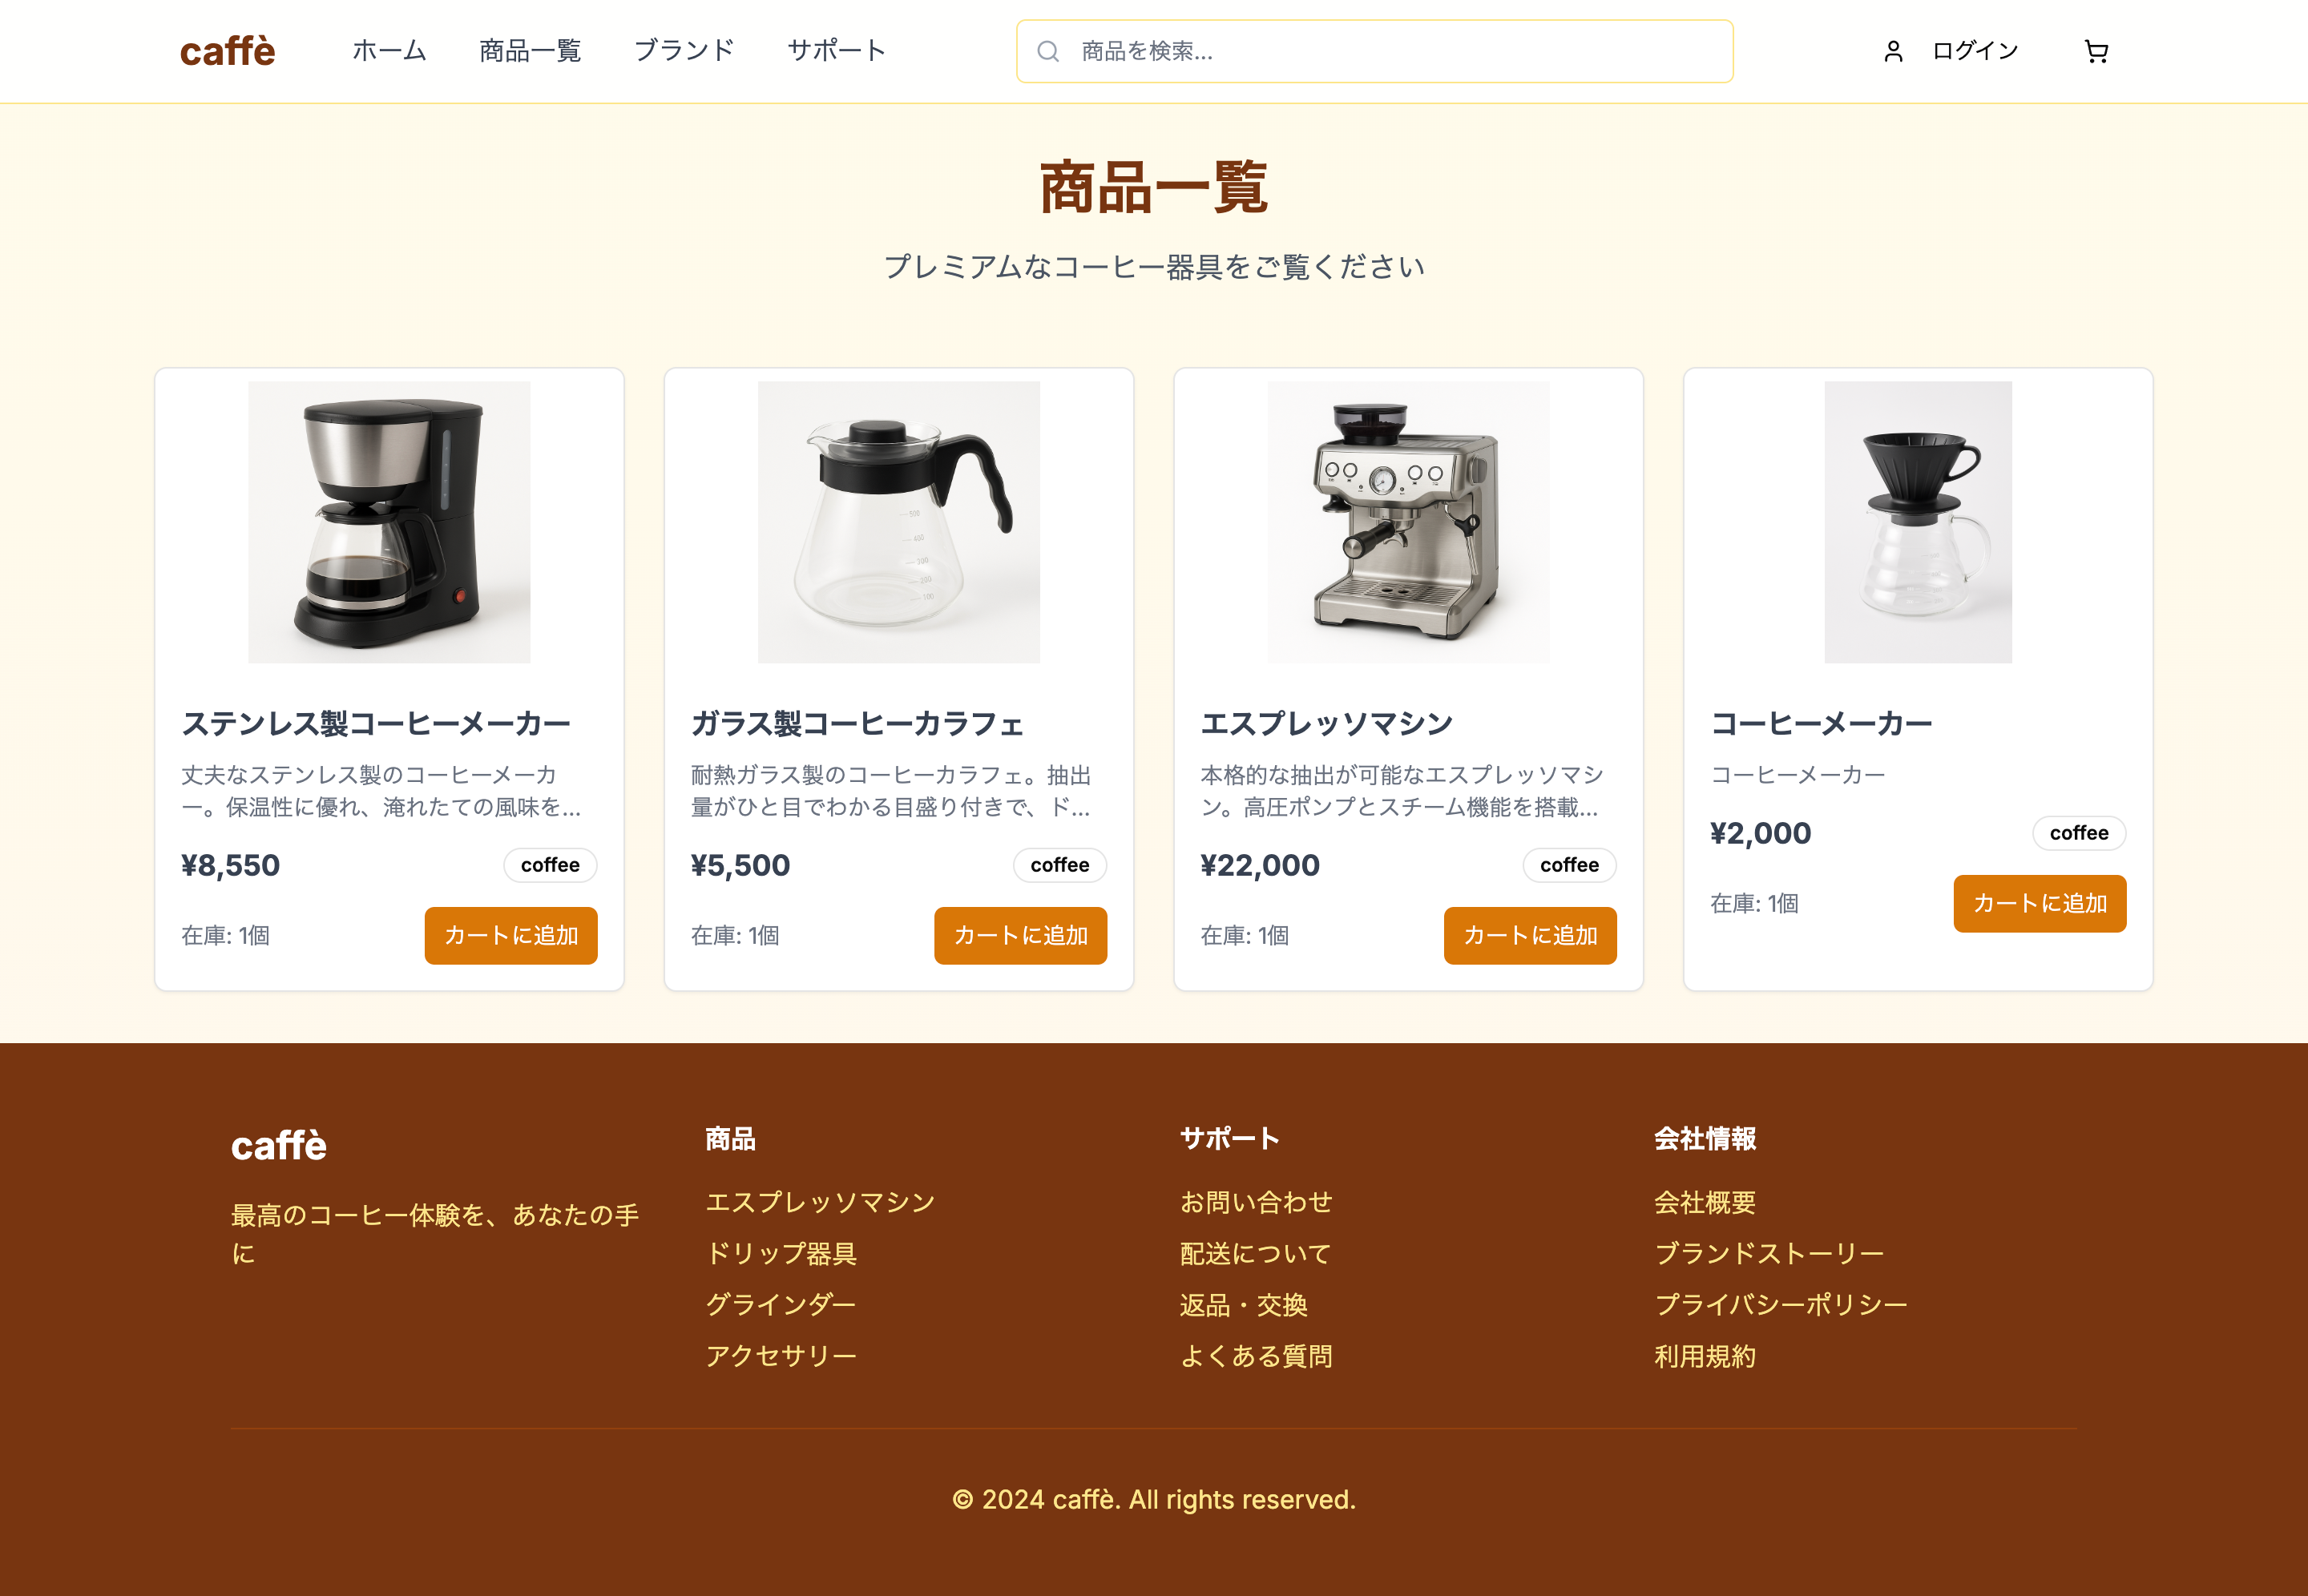 caffè
ホーム
商品一覧
ブランド
サポート
商品を検索...
ログイン
商品一覧
プレミアムなコーヒー器具をご覧ください
ステンレス製コーヒーメーカー
丈夫なステンレス製のコーヒーメーカ
ー。保温性に優れ、淹れたての風味を...
¥8,550
coffee
在庫: 1個
カートに追加
500
400
300
200
100
ガラス製コーヒーカラフェ
耐熱ガラス製のコーヒーカラフェ。抽出
量がひと目でわかる目盛り付きで、ド...
¥5,500
coffee
在庫: 1個
カートに追加
エスプレッソマシン
本格的な抽出が可能なエスプレッソマシ
ン。高圧ポンプとスチーム機能を搭載...
¥22,000
coffee
在庫: 1個
カートに追加
コーヒーメーカー
コーヒーメーカー
¥2,000
coffee
在庫: 1個
カートに追加
caffè
最高のコーヒー体験を、あなたの手
に
商品
エスプレッソマシン
ドリップ器具
グラインダー
アクセサリー
サポート
お問い合わせ
配送について
返品・交換
よくある質問
会社情報
会社概要
ブランドストーリー
プライバシーポリシー
利用規約
© 2024 caffè. All rights reserved.